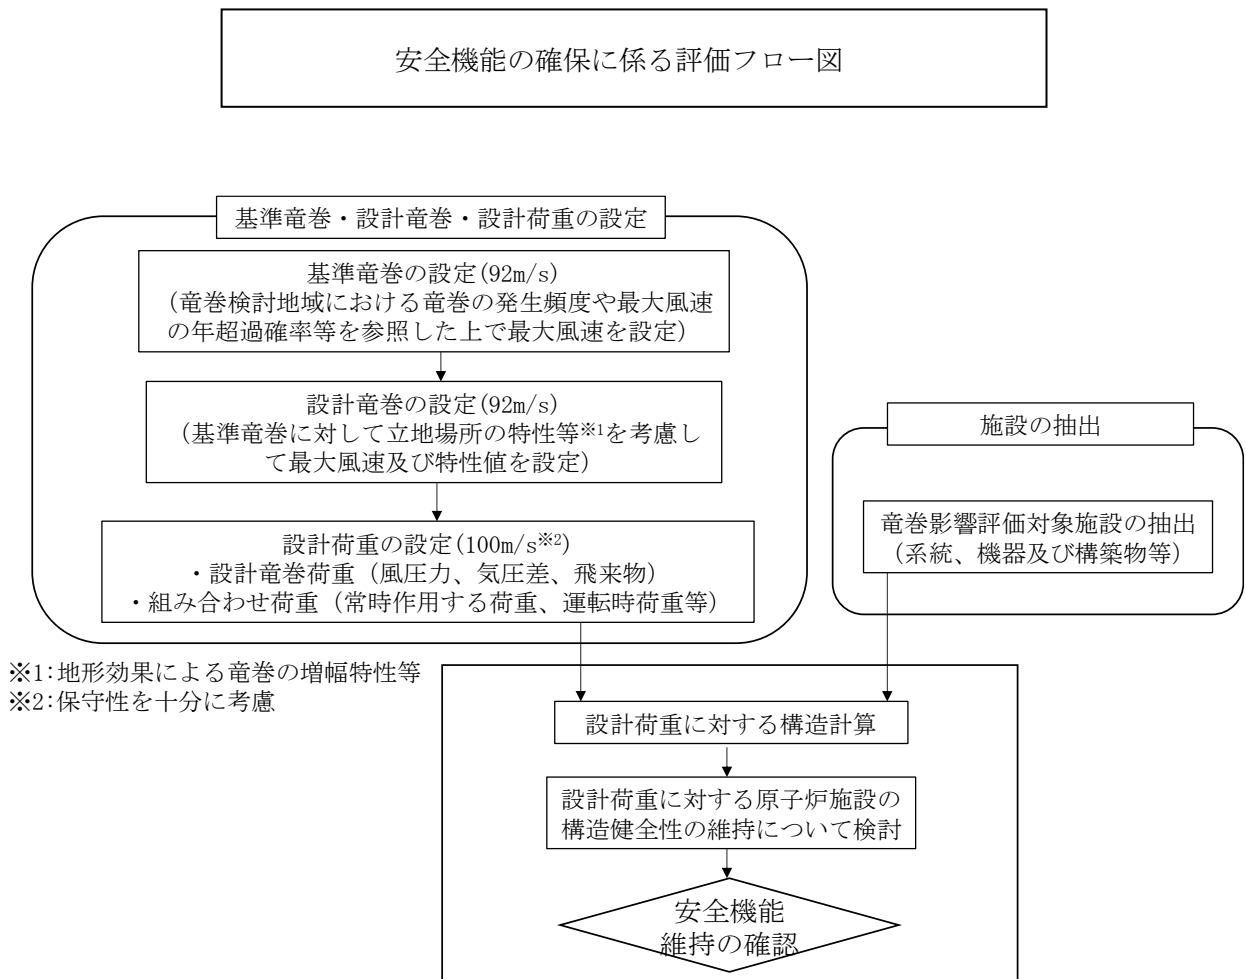 安全機能の確保に係る評価フロー図
基準竜巻・設計竜巻・設計荷重の設定
基準竜巻の設定(92m/s)
（竜巻検討地域における竜巻の発生頻度や最大風速
の年超過確率等を参照した上で最大風速を設定）
設計竜巻の設定(92m/s)
（基準竜巻に対して立地場所の特性等※1を考慮し
て最大風速及び特性値を設定）
設計荷重の設定(100m/s※2)
・設計竜巻荷重（風圧力、気圧差、飛来物）
・組み合わせ荷重（常時作用する荷重、運転時荷重等）
施設の抽出
竜巻影響評価対象施設の抽出
（系統、機器及び構築物等）
※1:地形効果による竜巻の増幅特性等
※2:保守性を十分に考慮
設計荷重に対する構造計算
設計荷重に対する原子炉施設の
構造健全性の維持について検討
安全機能
維持の確認